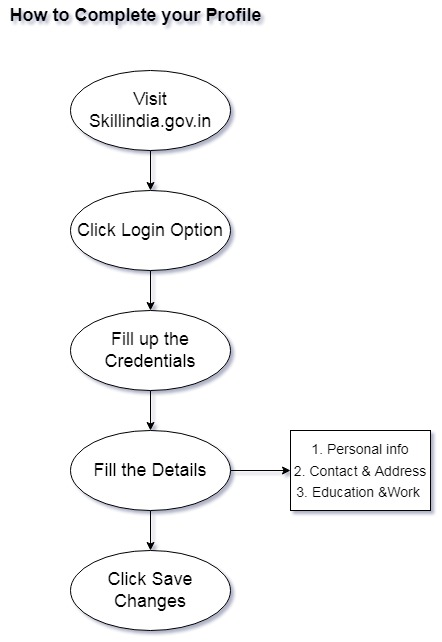 How to Complete your Profile
Visit
Skillindia.gov.in
Click Login Option
Fill up the
Credentials
Fill the Details
1. Personal info
2. Contact & Address
3. Education &Work
Click Save
Changes